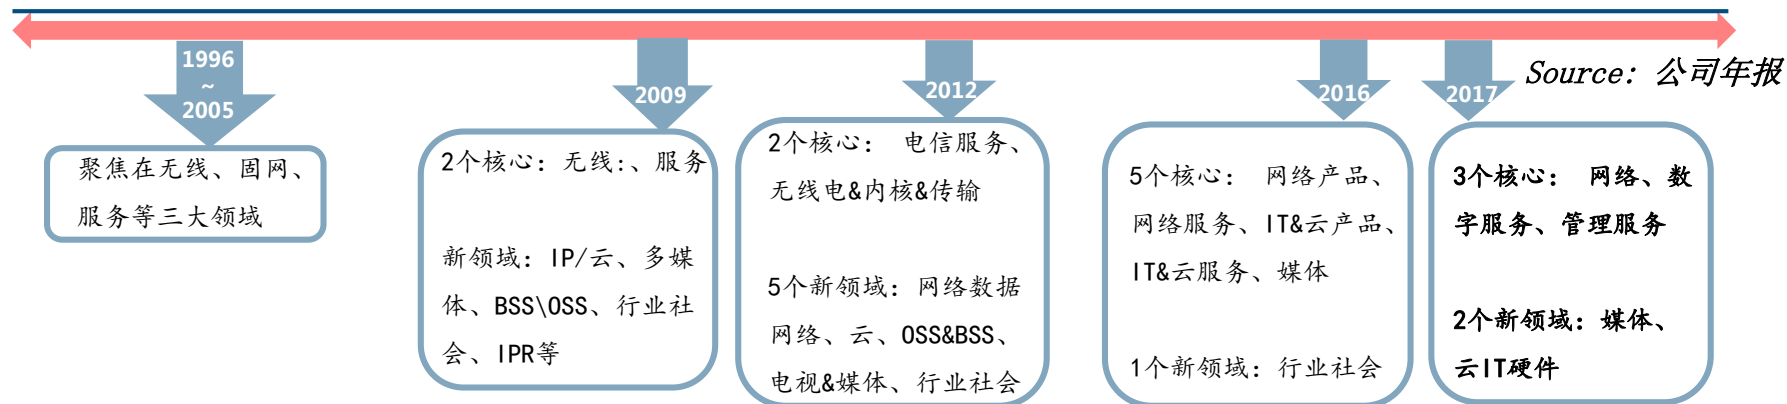 1996
~
2005
2009
2012
2016
2017
Source: 公司年报
聚焦在无线、固网、
服务等三大领域
2个核心：无线:、服务
新领域：IP/云、多媒
体、BSS\OSS、行业社
会、IPR等
2个核心： 电信服务、
无线电&内核&传输
5个新领域：网络数据
网络、云、OSS&BSS、
电视&媒体、行业社会
5个核心： 网络产品、
网络服务、IT&云产品、
IT&云服务、媒体
1个新领域：行业社会
3个核心： 网络、数
字服务、管理服务
2个新领域：媒体、
云IT硬件